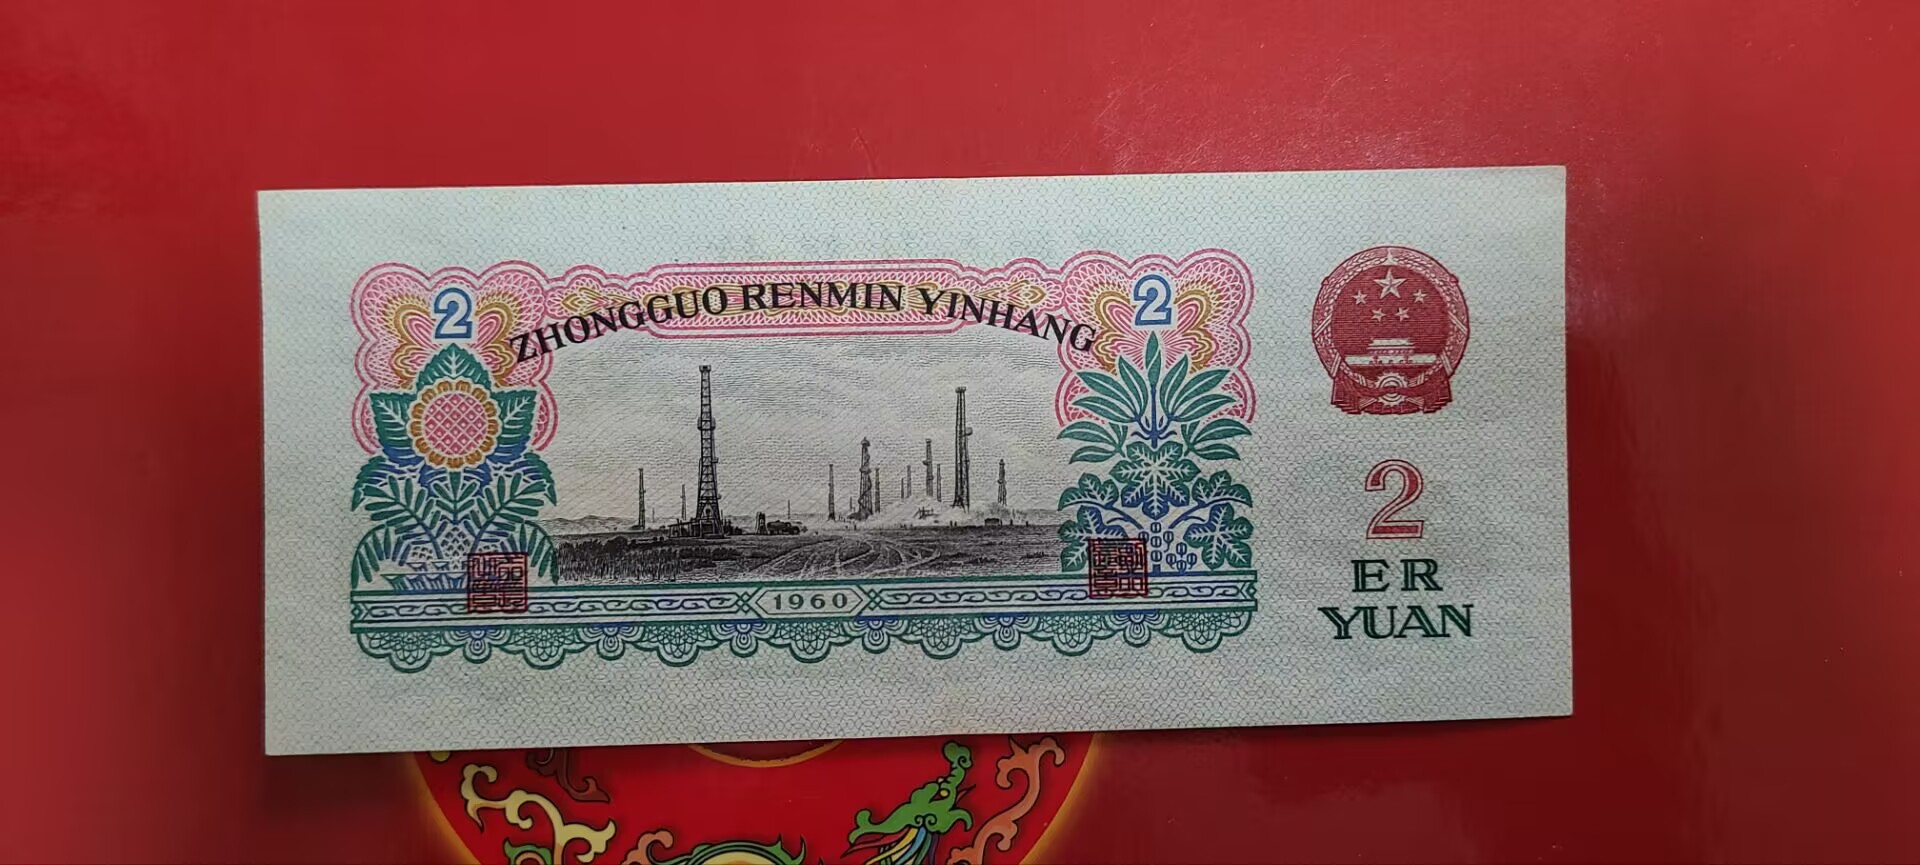 2
ZHONGGUO RENMIN YINHANG
2
1960
2
ER
YUAN